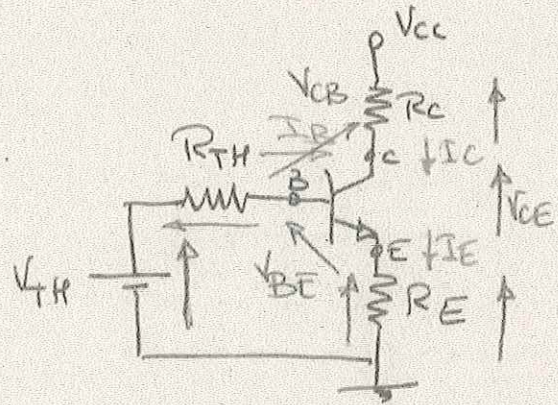 VCC
VCB RC
RTH IB
B C IC
VCE
VTH VBE E IE
RE